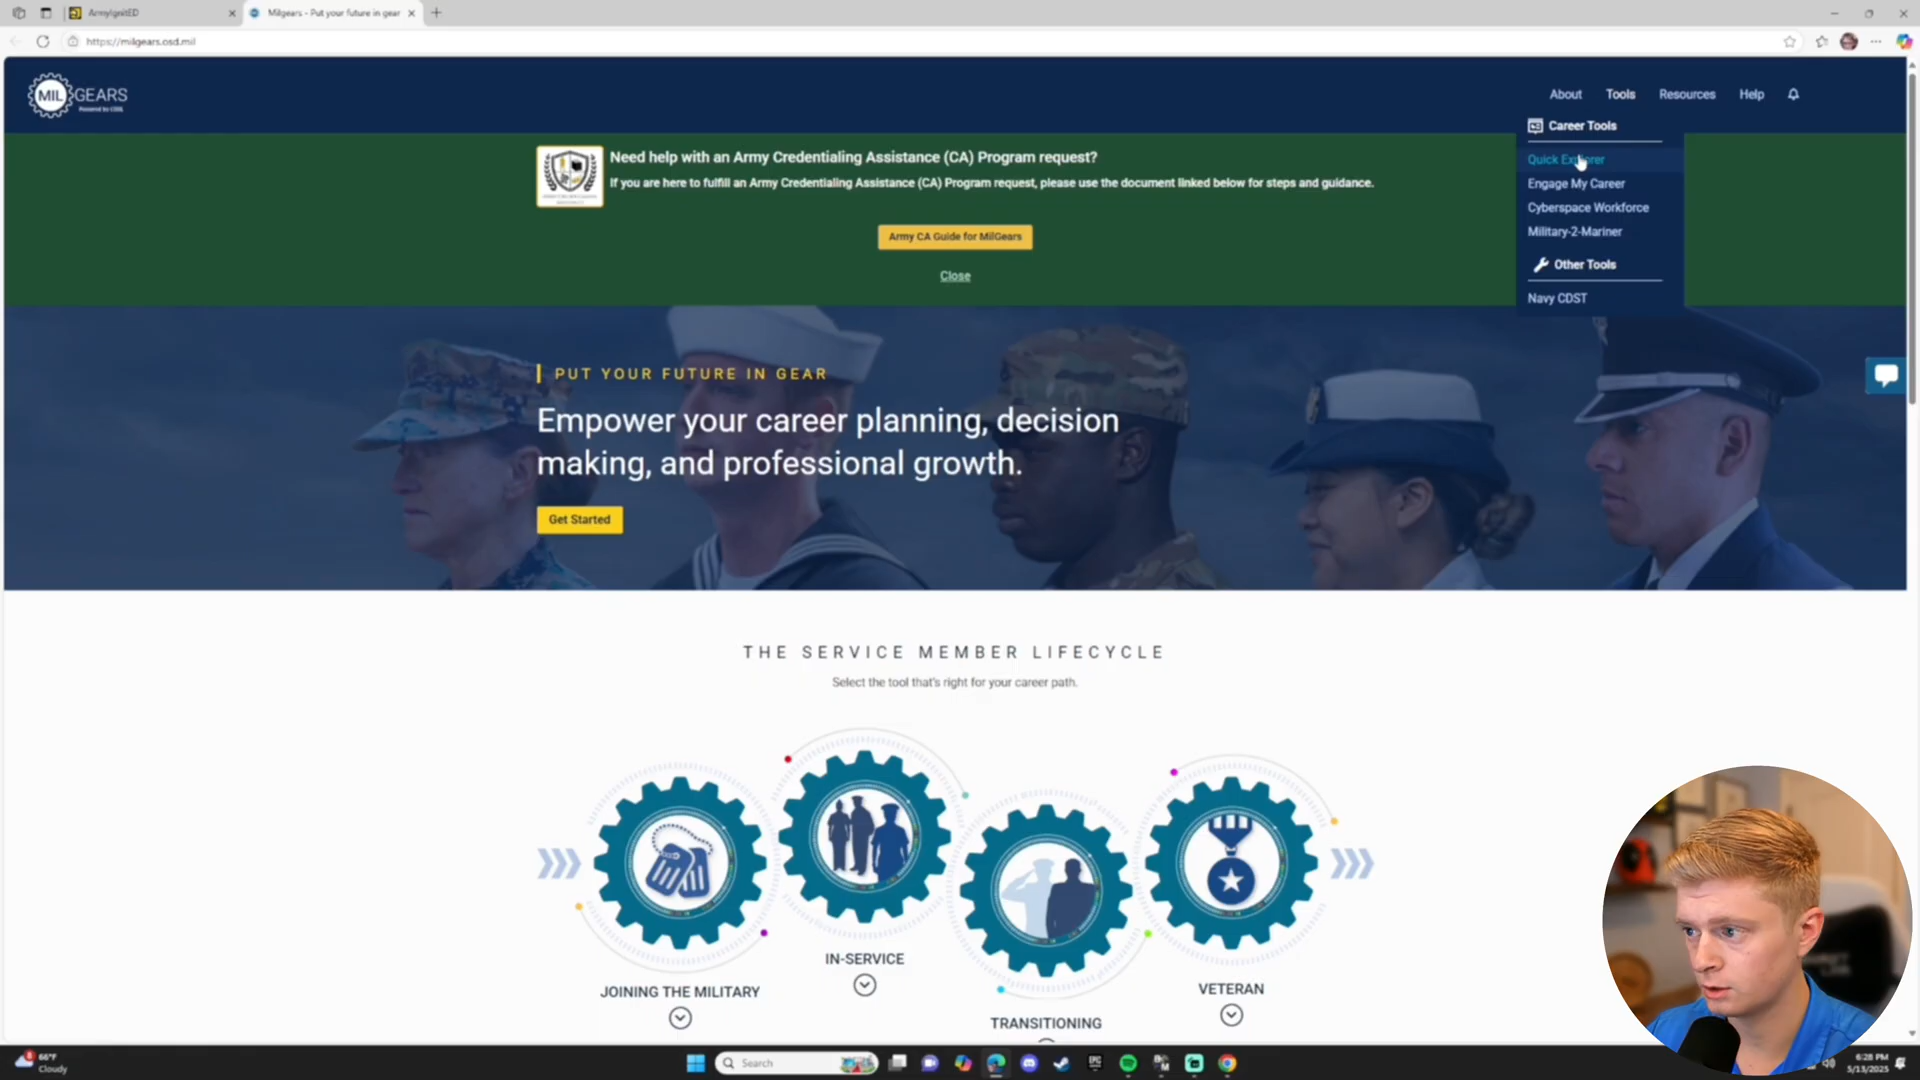 ArmyIgnitED
Milgears - Put your future in gear
https://milgears.osd.mil
MIL GEARS
About Tools Resources Help
Career Tools
Quick Explorer
Engage My Career
Cyberspace Workforce
Military-2-Mariner
Other Tools
Navy CDST
Need help with an Army Credentialing Assistance (CA) Program request?
If you are here to fulfill an Army Credentialing Assistance (CA) Program request, please use the document linked below for steps and guidance.
Army CA Guide for MilGears
Close
PUT YOUR FUTURE IN GEAR
Empower your career planning, decision
making, and professional growth.
Get Started
THE SERVICE MEMBER LIFECYCLE
Select the tool that's right for your career path.
JOINING THE MILITARY
IN-SERVICE
TRANSITIONING
VETERAN
66°F
Cloudy
Search
6:28 PM
5/13/2025